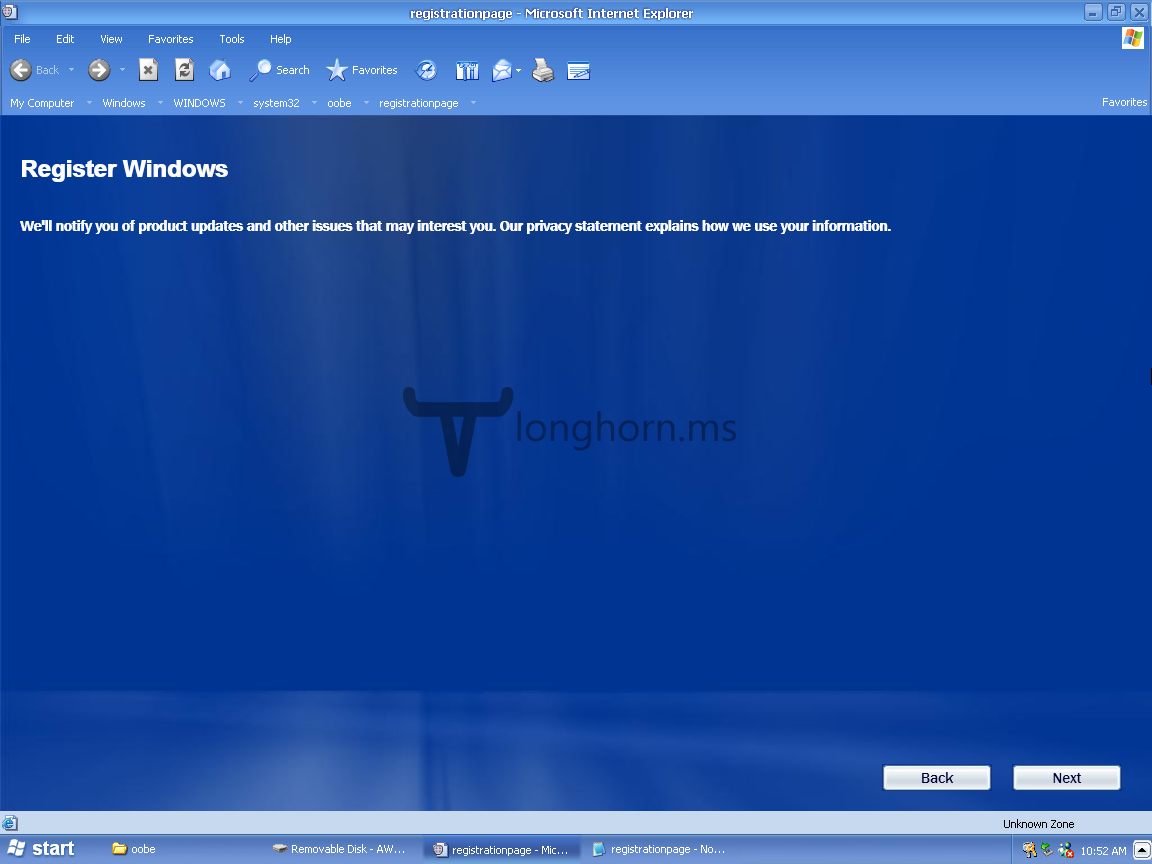 registrationpage - Microsoft Internet Explorer
File Edit View Favorites Tools Help
Back Search Favorites
My Computer Windows WINDOWS system32 oobe registrationpage Favorites
Register Windows
We'll notify you of product updates and other issues that may interest you. Our privacy statement explains how we use your information.
longhorn.ms
Back Next
Unknown Zone
start oobe Removable Disk - AW... registrationpage - Mic... registrationpage - No... 10:52 AM